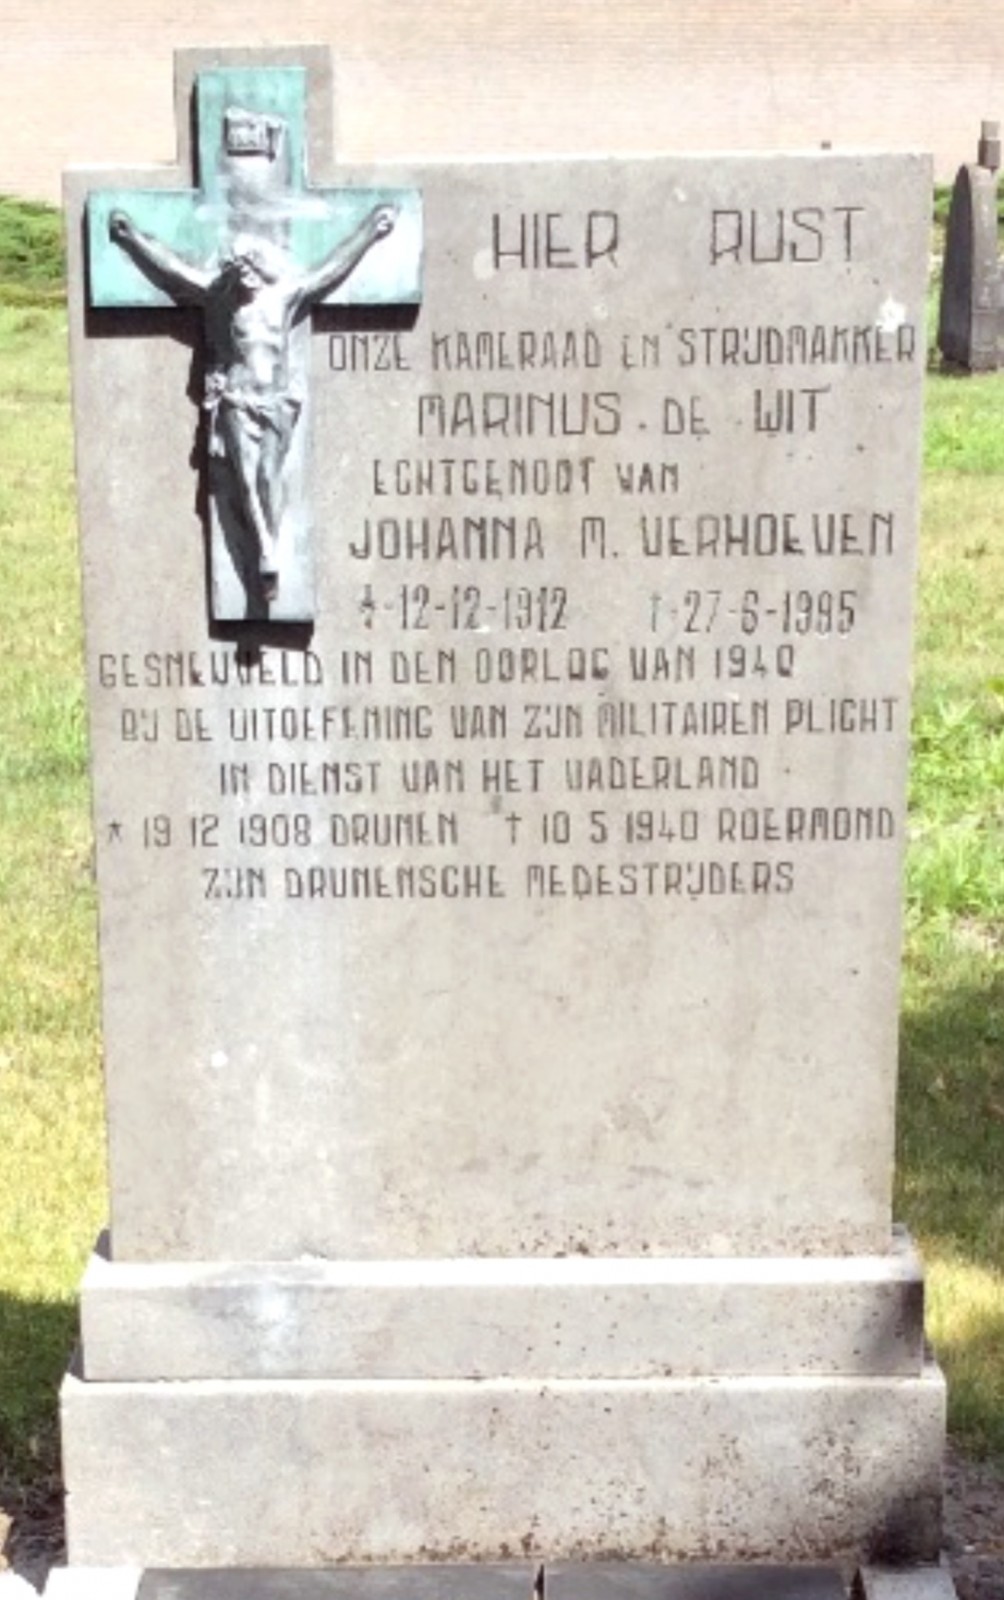 HIER RUST
ONZE KAMERAAD EN STRIJDMAKKER
MARINUS DE WIT
ECHTGENOOT VAN
JOHANNA M. VERHOEVEN
*-12-12-1912 †-27-6-1995
GESNEUVELD IN DEN OORLOG VAN 1940
BIJ DE UITOEFENING VAN ZIJN MILITAIREN PLICHT
IN DIENST VAN HET VADERLAND
* 19 12 1908 DRUNEN † 10 5 1940 ROERMOND
ZIJN DRUNENSCHE MEDESTRIJDERS